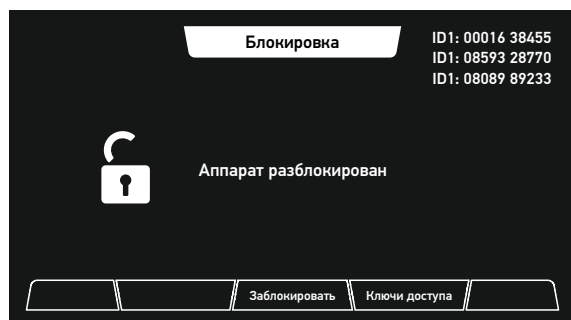 Блокировка
ID1: 00016 38455
ID1: 08593 28770
ID1: 08089 89233
Аппарат разблокирован
Заблокировать
Ключи доступа